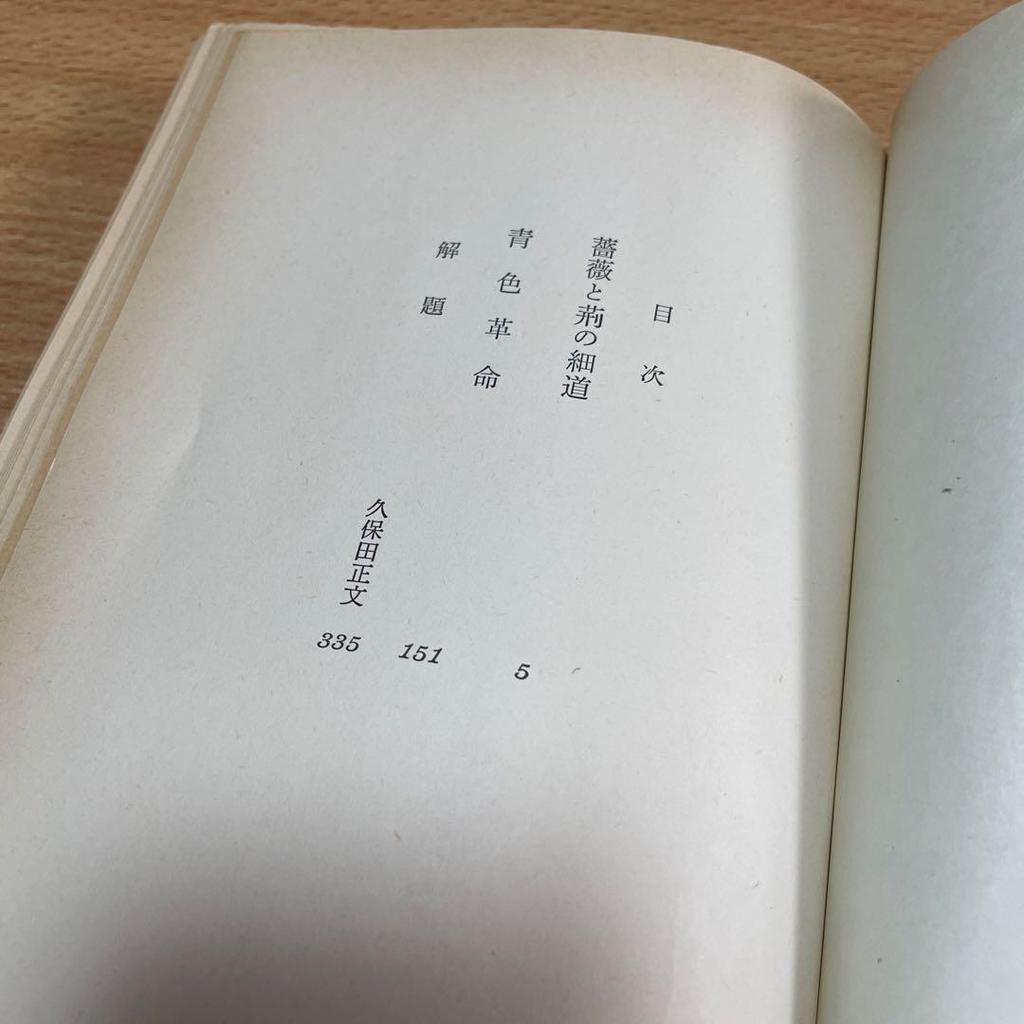 目次
薔薇と荊の細道 5
青色革命 151
解題 久保田正文 335